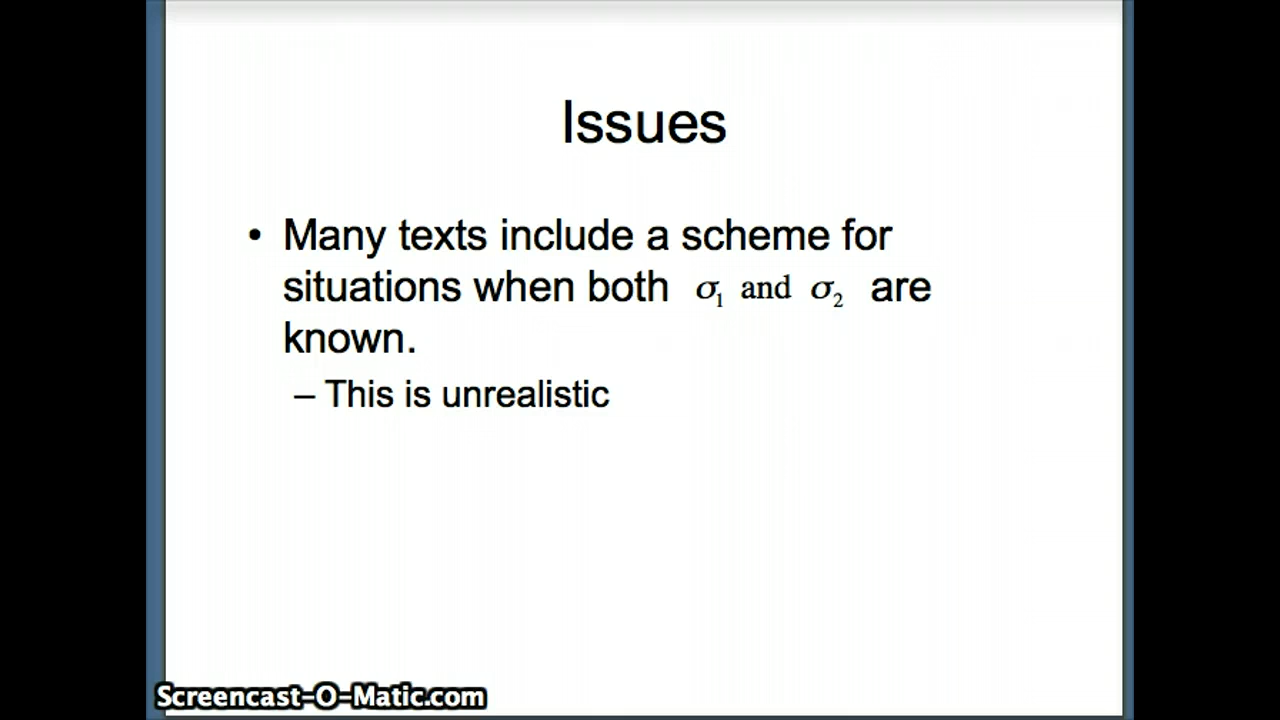 Issues
• Many texts include a scheme for
situations when both σ₁ and σ₂ are
known.
– This is unrealistic
Screencast-O-Matic.com